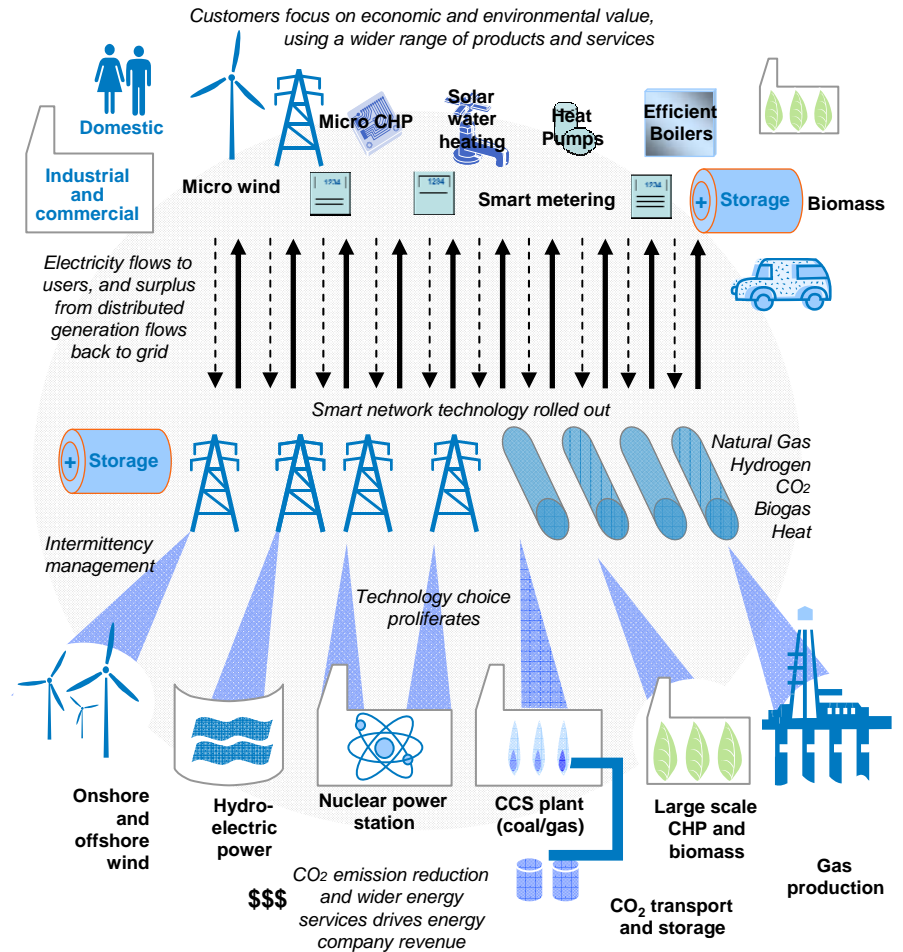 Customers focus on economic and environmental value,
using a wider range of products and services
Domestic
Industrial
and
commercial
Micro wind
Micro CHP
Solar
water
heating
Heat
Pumps
Efficient
Boilers
1234
1234
Smart metering
1234
+ Storage
Biomass
Electricity flows to
users, and surplus
from distributed
generation flows
back to grid
Smart network technology rolled out
+ Storage
Natural Gas
Hydrogen
CO2
Biogas
Heat
Intermittency
management
Technology choice
proliferates
Onshore
and
offshore
wind
Hydro-
electric
power
Nuclear power
station
CCS plant
(coal/gas)
Large scale
CHP and
biomass
Gas
production
$$$
CO2 emission reduction
and wider energy
services drives energy
company revenue
CO2 transport
and storage